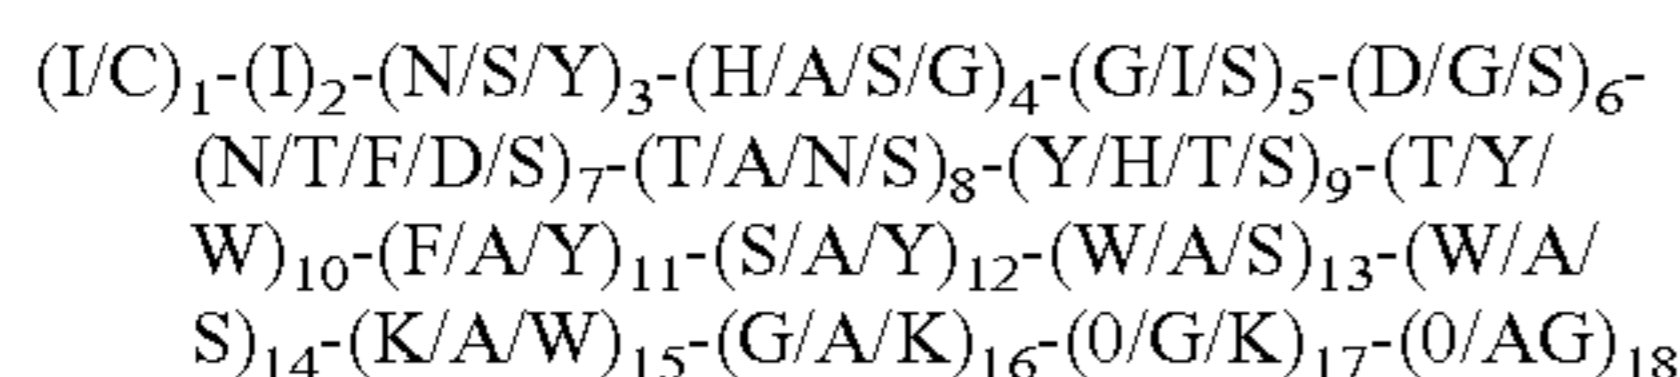 (I/C)₁-(I)₂-(N/S/Y)₃-(H/A/S/G)₄-(G/I/S)₅-(D/G/S)₆-
(N/T/F/D/S)₇-(T/A/N/S)₈-(Y/H/T/S)₉-(T/Y/
W)₁₀-(F/A/Y)₁₁-(S/A/Y)₁₂-(W/A/S)₁₃-(W/A/
S)₁₄-(K/A/W)₁₅-(G/A/K)₁₆-(0/G/K)₁₇-(0/AG)₁₈